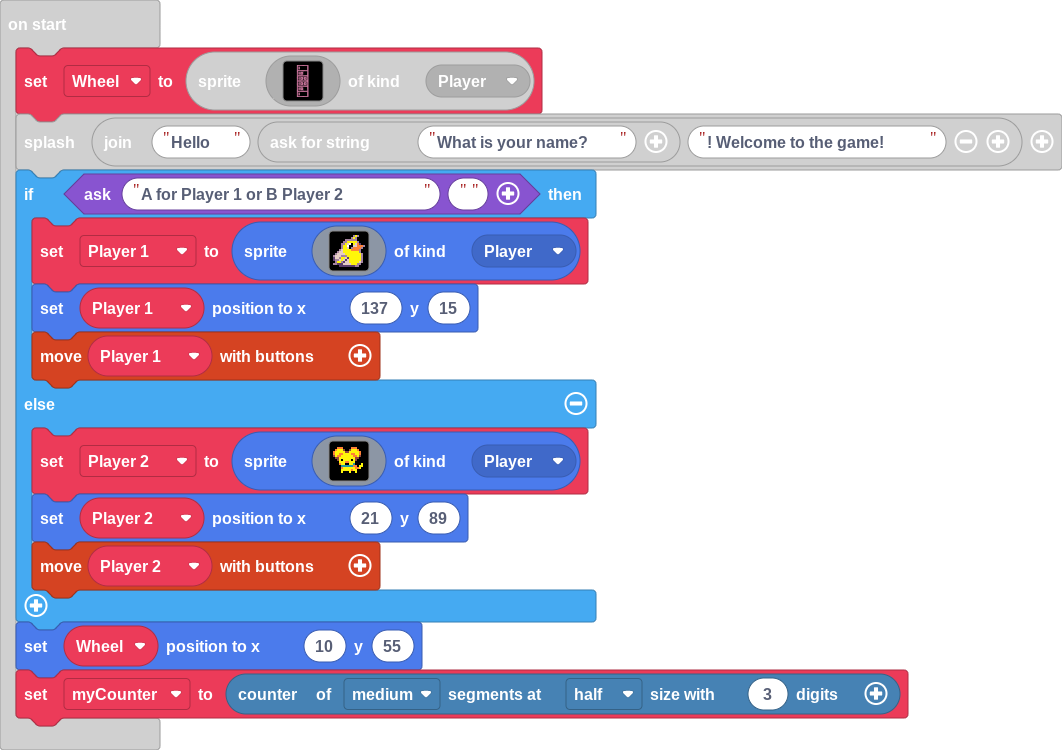 on start
set Wheel to sprite of kind Player
splash join "Hello " ask for string "What is your name? " "! Welcome to the game! "
if ask "A for Player 1 or B Player 2 " " " then
set Player 1 to sprite of kind Player
set Player 1 position to x 137 y 15
move Player 1 with buttons
else
set Player 2 to sprite of kind Player
set Player 2 position to x 21 y 89
move Player 2 with buttons
set Wheel position to x 10 y 55
set myCounter to counter of medium segments at half size with 3 digits